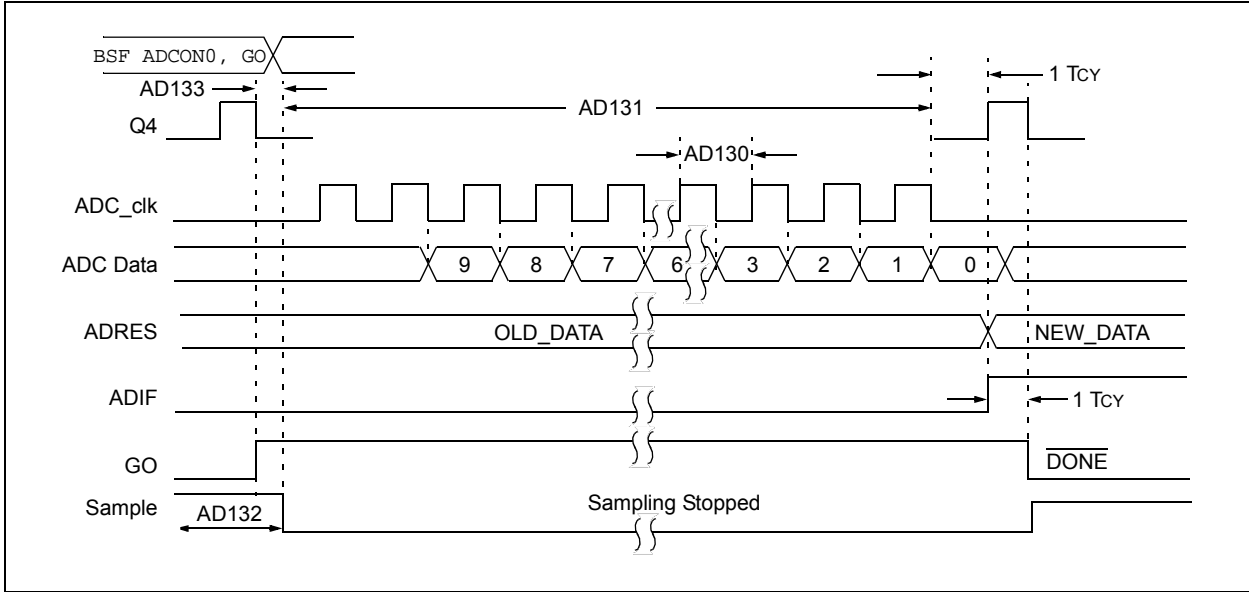 BSF ADCON0, GO
AD133
1 TCY
AD131
Q4
AD130
ADC_clk
ADC Data 9 8 7 6 3 2 1 0
ADRES OLD_DATA NEW_DATA
ADIF 1 TCY
GO DONE
Sample AD132 Sampling Stopped